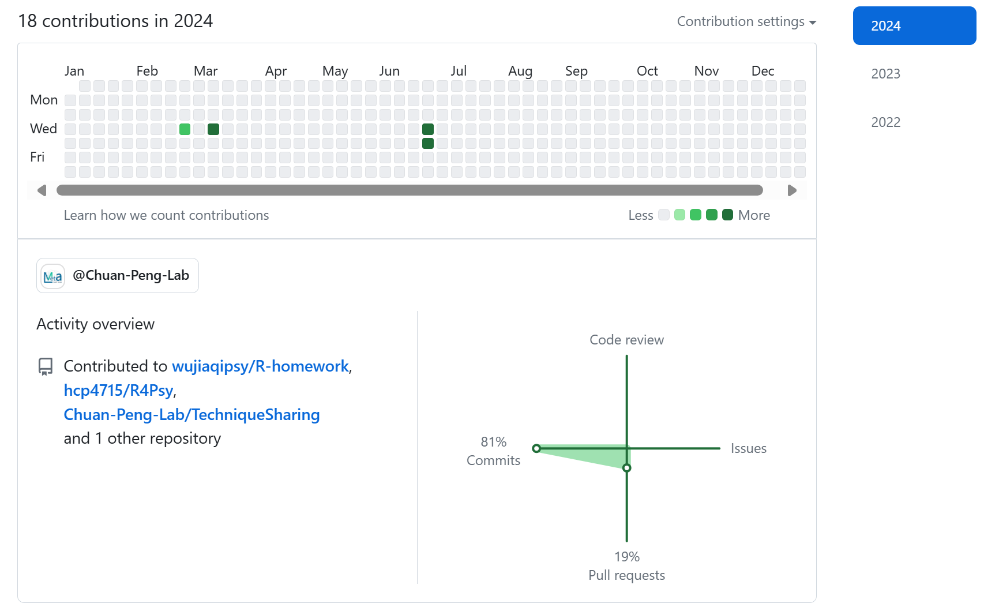 18 contributions in 2024
Contribution settings
2024
2023
2022
Jan Feb Mar Apr May Jun Jul Aug Sep Oct Nov Dec
Mon
Wed
Fri
Learn how we count contributions
Less More
Meta
@Chuan-Peng-Lab
Activity overview
Contributed to wujiaqipsy/R-homework,
hcp4715/R4Psy,
Chuan-Peng-Lab/TechniqueSharing
and 1 other repository
Code review
81%
Commits
Issues
19%
Pull requests